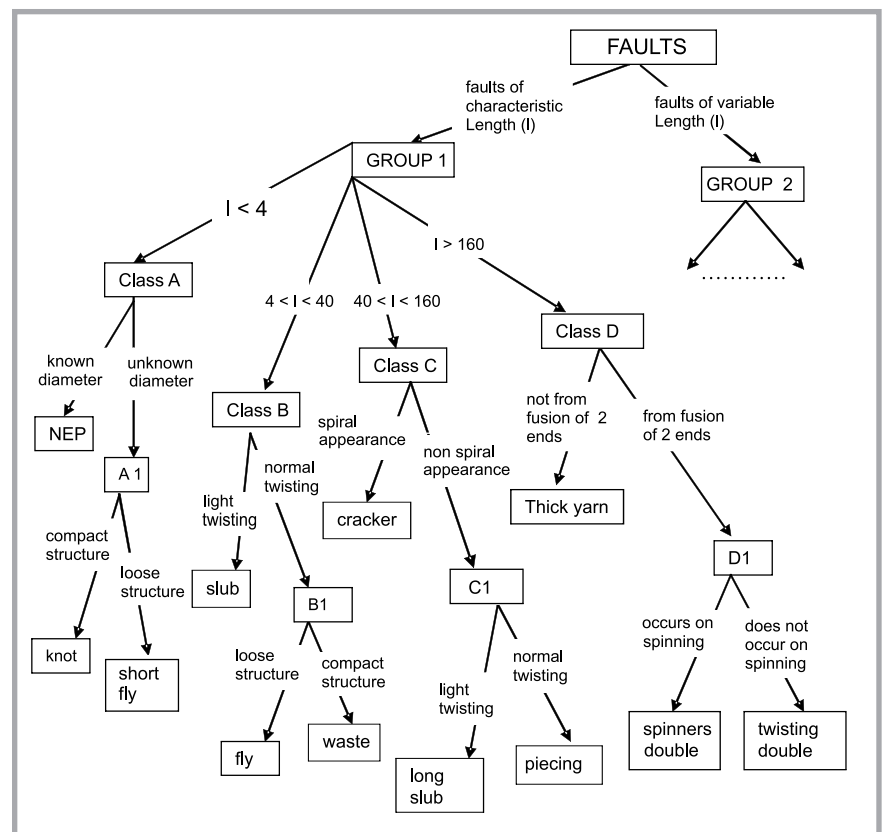 FAULTS
faults of
characteristic
Length (l)
faults of variable
Length (l)
GROUP 1
GROUP 2
l < 4
l > 160
............
Class A
4 < l < 40
40 < l < 160
Class D
known
diameter
unknown
diameter
Class B
Class C
not from
fusion of 2
ends
from fusion
of 2 ends
NEP
A 1
spiral
appearance
non spiral
appearance
light
twisting
normal
twisting
cracker
Thick yarn
compact
structure
loose
structure
slub
B1
C1
D1
knot
short
fly
loose
structure
compact
structure
light
twisting
normal
twisting
occurs on
spinning
does not
occur on
spinning
fly
waste
long
slub
piecing
spinners
double
twisting
double